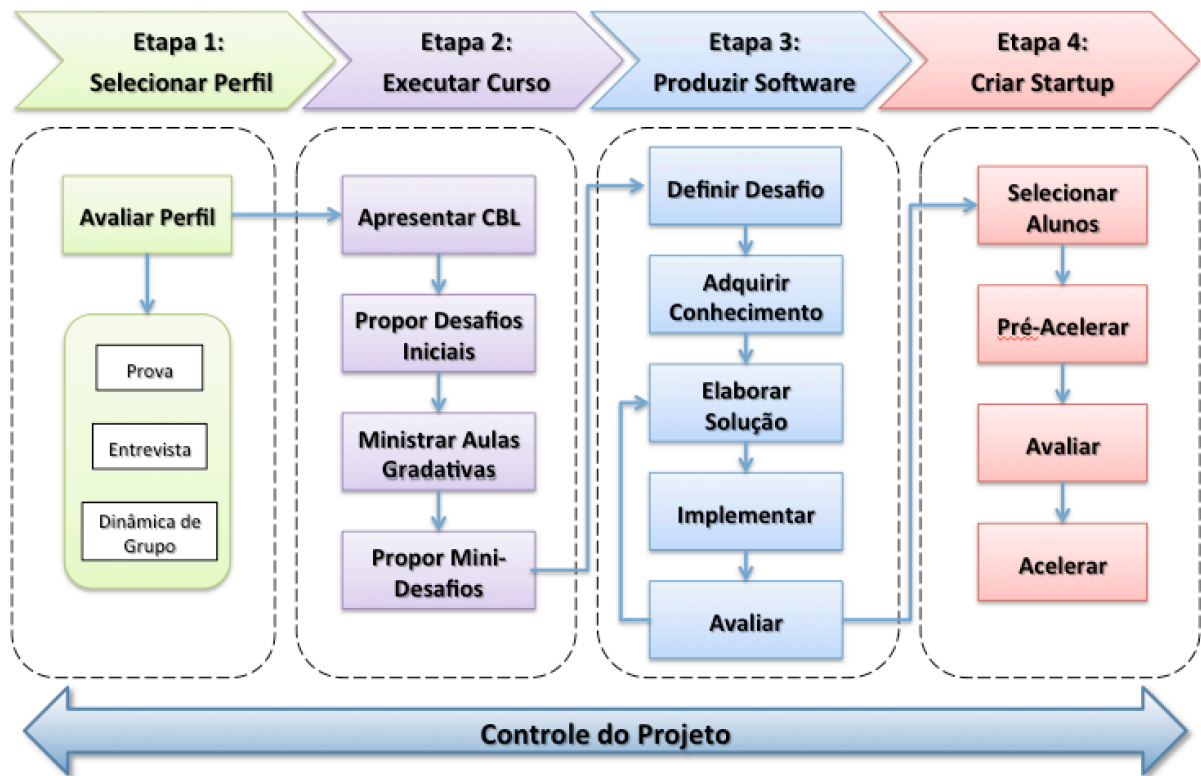 Etapa 1:
Selecionar Perfil
Etapa 2:
Executar Curso
Etapa 3:
Produzir Software
Etapa 4:
Criar Startup
Avaliar Perfil
Prova
Entrevista
Dinâmica de
Grupo
Apresentar CBL
Propor Desafios
Iniciais
Ministrar Aulas
Gradativas
Propor Mini-
Desafios
Definir Desafio
Adquirir
Conhecimento
Elaborar
Solução
Implementar
Avaliar
Selecionar
Alunos
Pré-Acelerar
Avaliar
Acelerar
Controle do Projeto